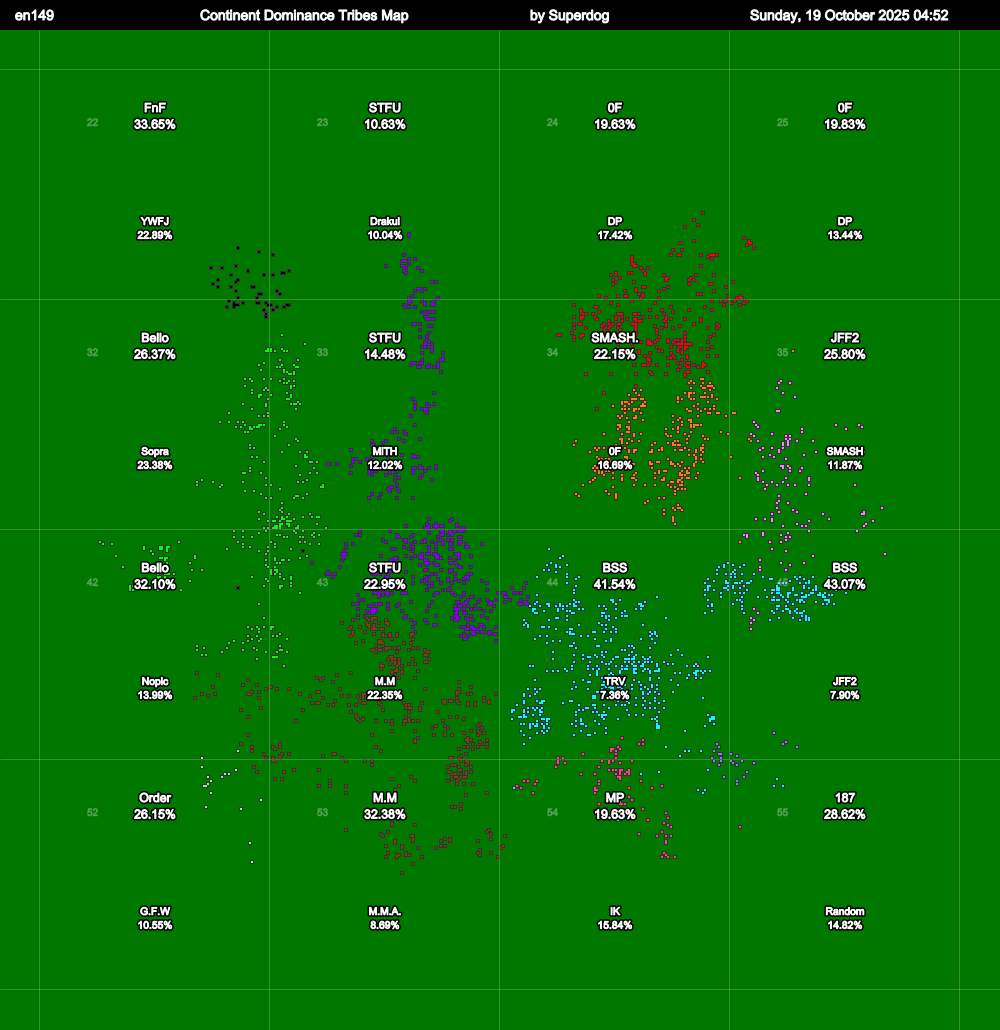 en149 Continent Dominance Tribes Map by Superdog Sunday, 19 October 2025 04:52
FnF STFU 0F 0F
22 33.65% 23 10.63% 24 19.63% 25 19.83%
YWFJ Drakul DP DP
22.89% 10.04% 17.42% 13.44%
Bello STFU SMASH. JFF2
32 26.37% 33 14.48% 34 22.15% 35 25.80%
Sopra MITH 0F SMASH
23.38% 12.02% 16.69% 11.87%
Bello STFU BSS BSS
42 32.10% 43 22.95% 44 41.54% 43.07%
Nopic M.M TRV JFF2
13.99% 22.35% 7.36% 7.90%
Order M.M MP 187
52 26.15% 53 32.38% 54 19.63% 55 28.62%
G.F.W M.M.A. IK Random
10.55% 8.69% 15.84% 14.82%